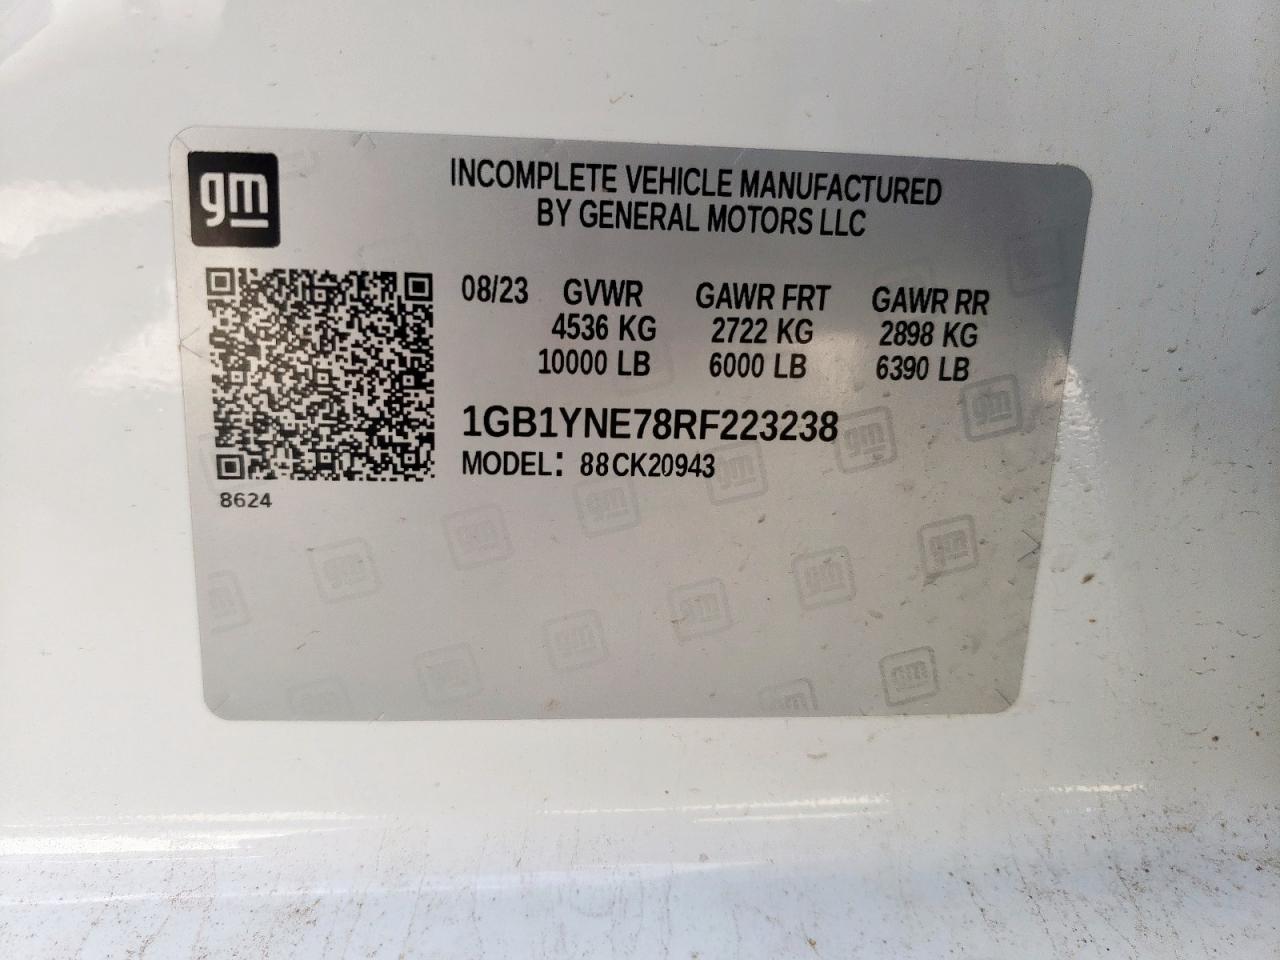 gm
INCOMPLETE VEHICLE MANUFACTURED
BY GENERAL MOTORS LLC
08/23 GVWR GAWR FRT GAWR RR
4536 KG 2722 KG 2898 KG
10000 LB 6000 LB 6390 LB
1GB1YNE78RF223238
MODEL: 88CK20943
8624